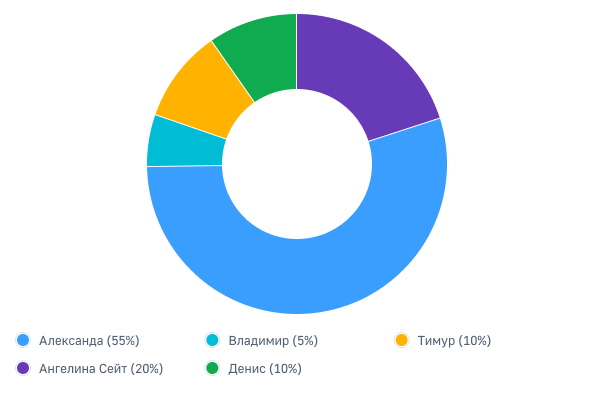 Александа (55%)
Владимир (5%)
Тимур (10%)
Ангелина Сейт (20%)
Денис (10%)